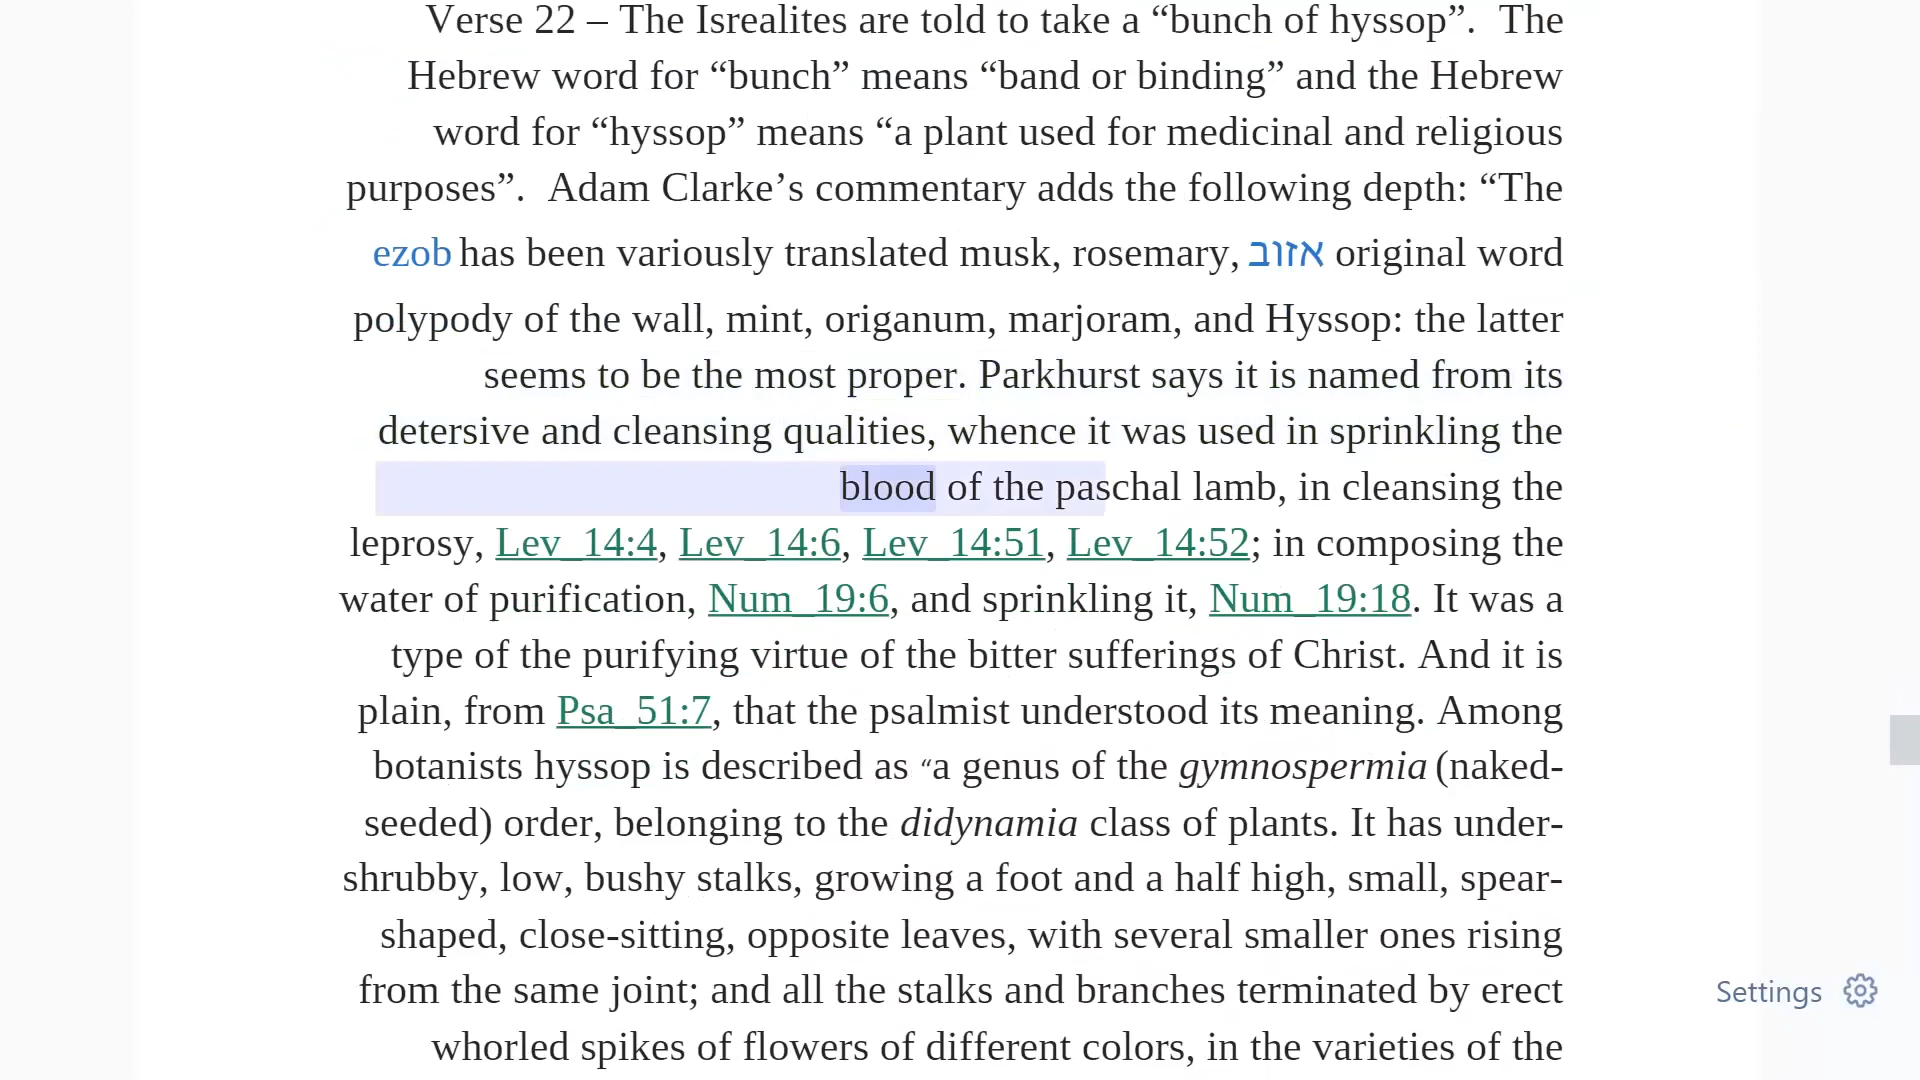 Verse 22 – The Isrealites are told to take a “bunch of hyssop”.  The
Hebrew word for “bunch” means “band or binding” and the Hebrew
word for “hyssop” means “a plant used for medicinal and religious
purposes”.  Adam Clarke’s commentary adds the following depth: “The
ezob has been variously translated musk, rosemary, אזוב original word
polypody of the wall, mint, origanum, marjoram, and Hyssop: the latter
seems to be the most proper. Parkhurst says it is named from its
detersive and cleansing qualities, whence it was used in sprinkling the
blood of the paschal lamb, in cleansing the
leprosy, Lev_14:4, Lev_14:6, Lev_14:51, Lev_14:52; in composing the
water of purification, Num_19:6, and sprinkling it, Num_19:18. It was a
type of the purifying virtue of the bitter sufferings of Christ. And it is
plain, from Psa_51:7, that the psalmist understood its meaning. Among
botanists hyssop is described as “a genus of the gymnospermia (naked-
seeded) order, belonging to the didynamia class of plants. It has under-
shrubby, low, bushy stalks, growing a foot and a half high, small, spear-
shaped, close-sitting, opposite leaves, with several smaller ones rising
from the same joint; and all the stalks and branches terminated by erect
whorled spikes of flowers of different colors, in the varieties of the
Settings